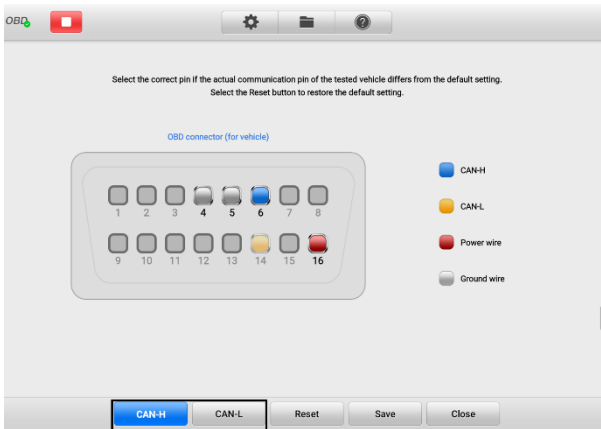 OBD
Select the correct pin if the actual communication pin of the tested vehicle differs from the default setting.
Select the Reset button to restore the default setting.
OBD connector (for vehicle)
1 2 3 4 5 6 7 8
9 10 11 12 13 14 15 16
CAN-H
CAN-L
Power wire
Ground wire
CAN-H CAN-L Reset Save Close